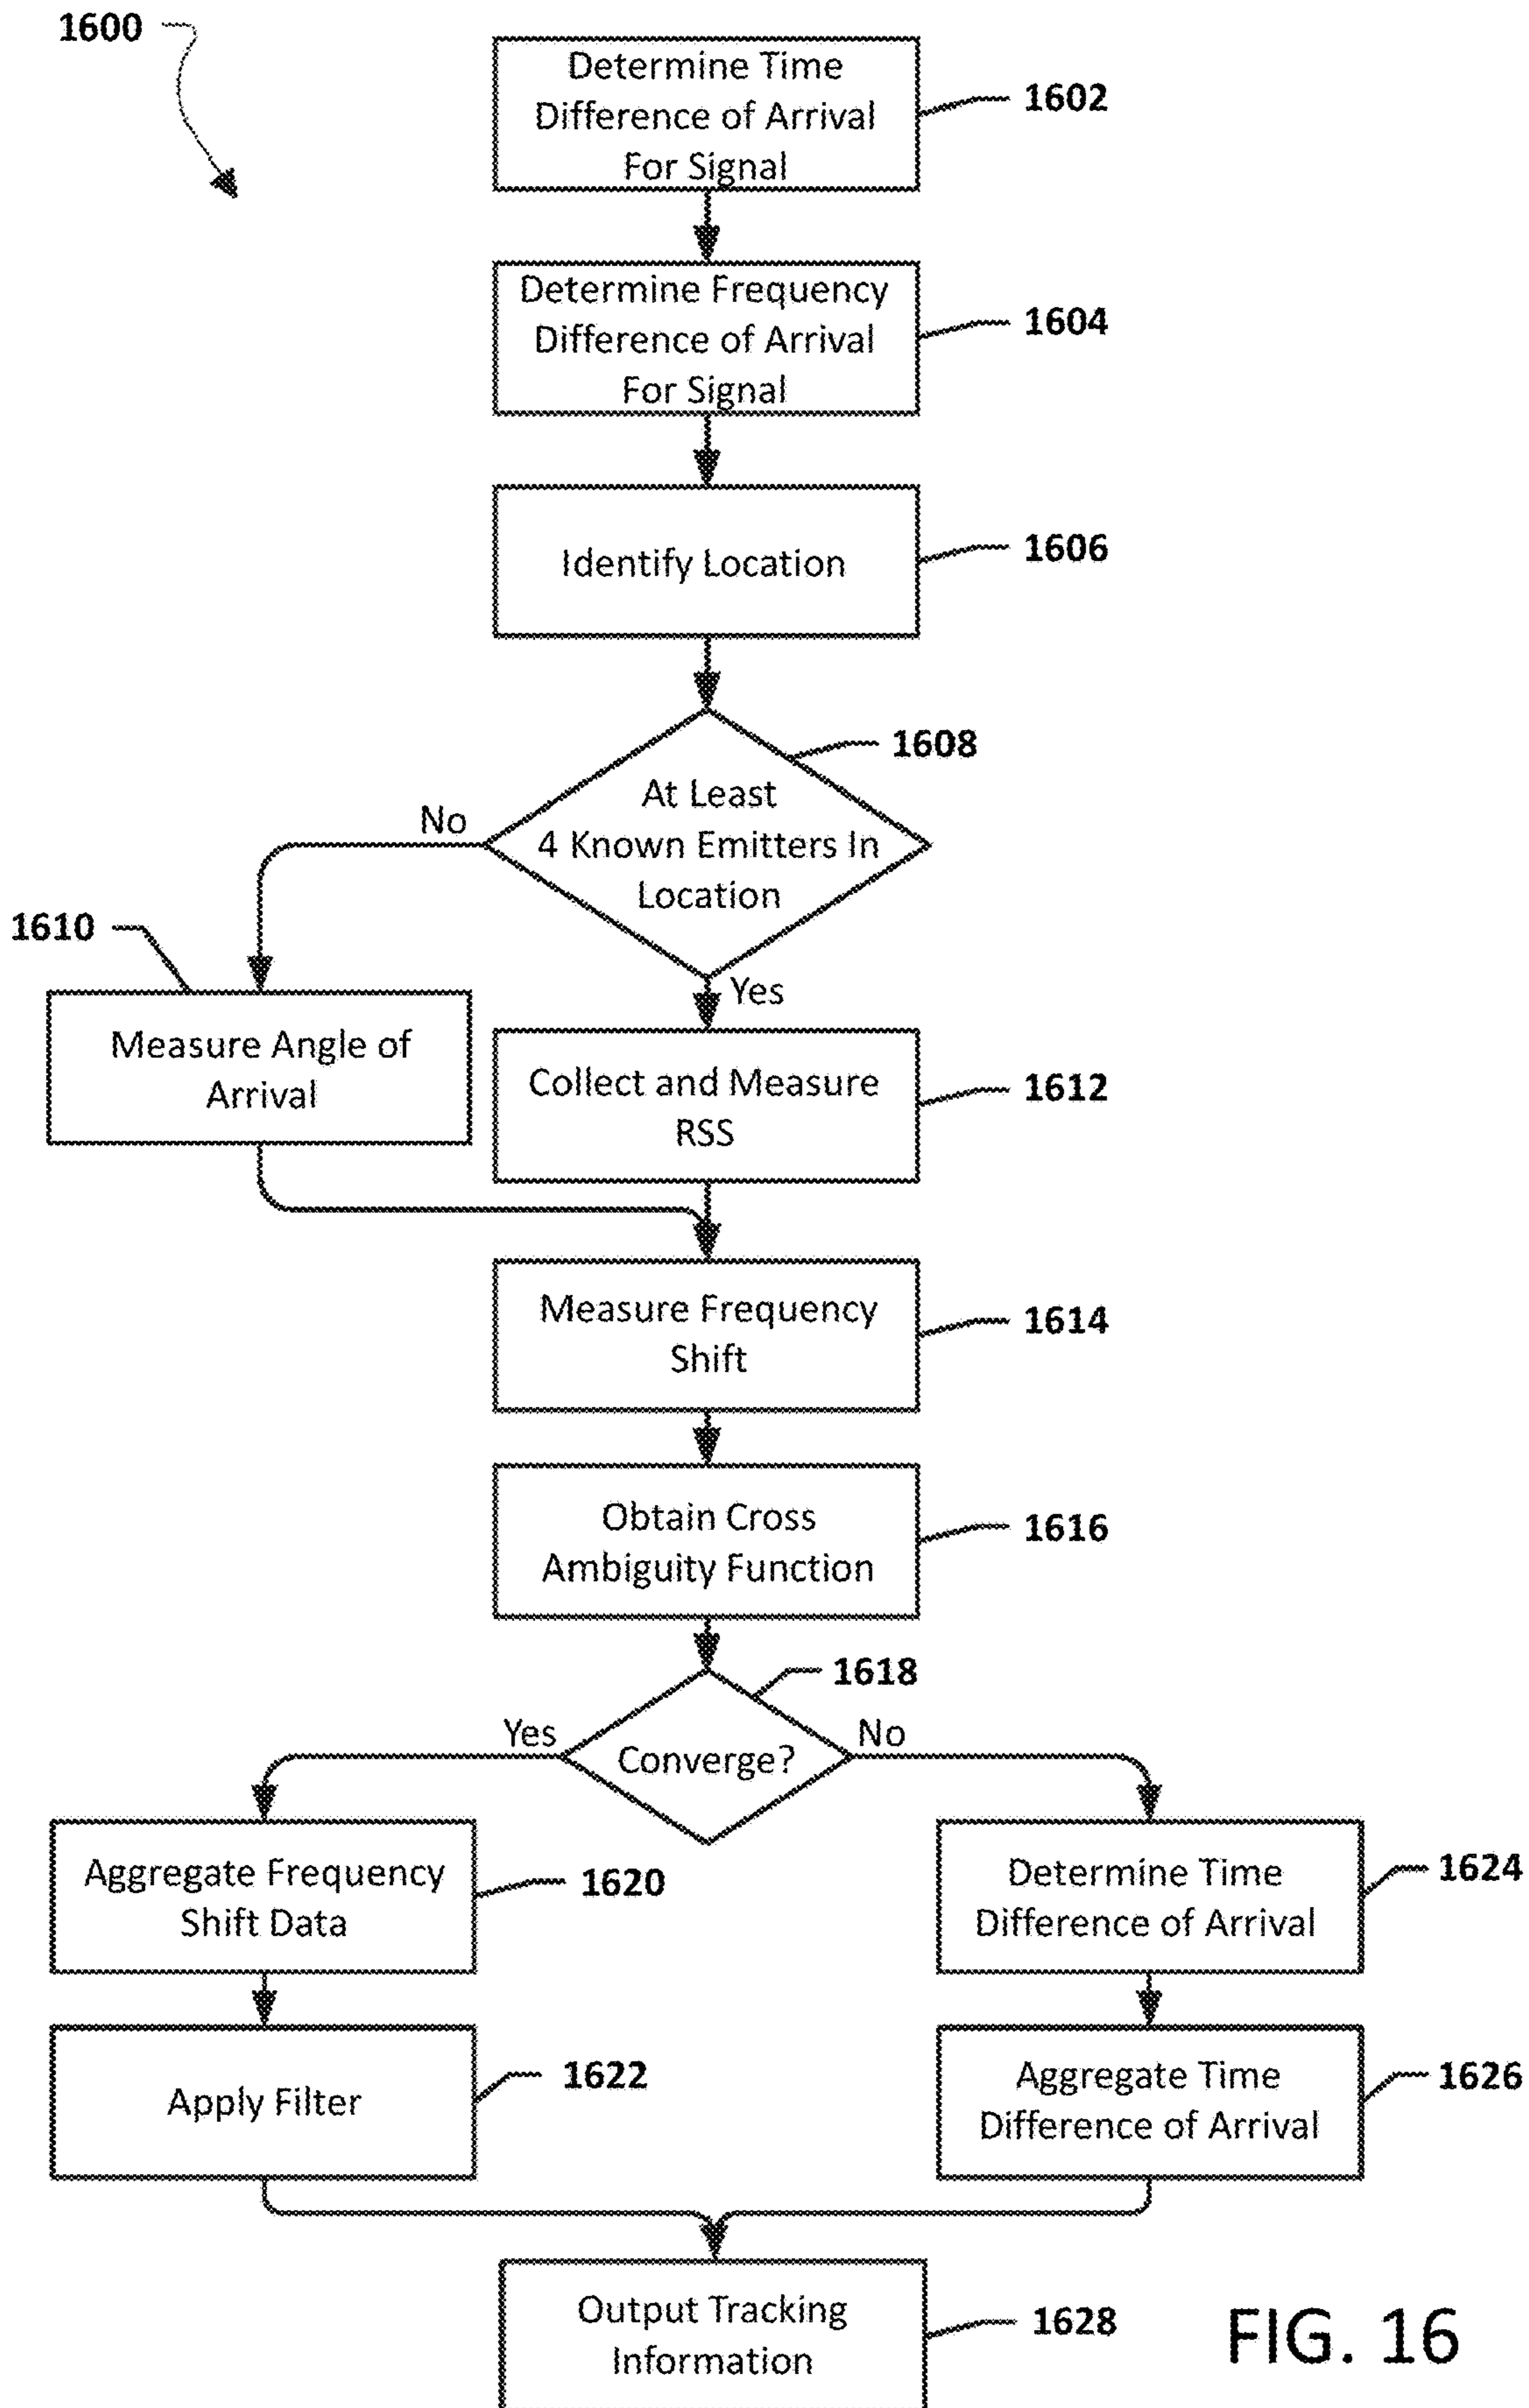 1600
Determine Time
Difference of Arrival
For Signal
1602
Determine Frequency
Difference of Arrival
For Signal
1604
Identify Location
1606
1608
At Least
4 Known Emitters In
Location
No
Yes
1610
Measure Angle of
Arrival
Collect and Measure
RSS
1612
Measure Frequency
Shift
1614
Obtain Cross
Ambiguity Function
1616
1618
Converge?
Yes
No
Aggregate Frequency
Shift Data
1620
Determine Time
Difference of Arrival
1624
Apply Filter
1622
Aggregate Time
Difference of Arrival
1626
Output Tracking
Information
1628
FIG. 16